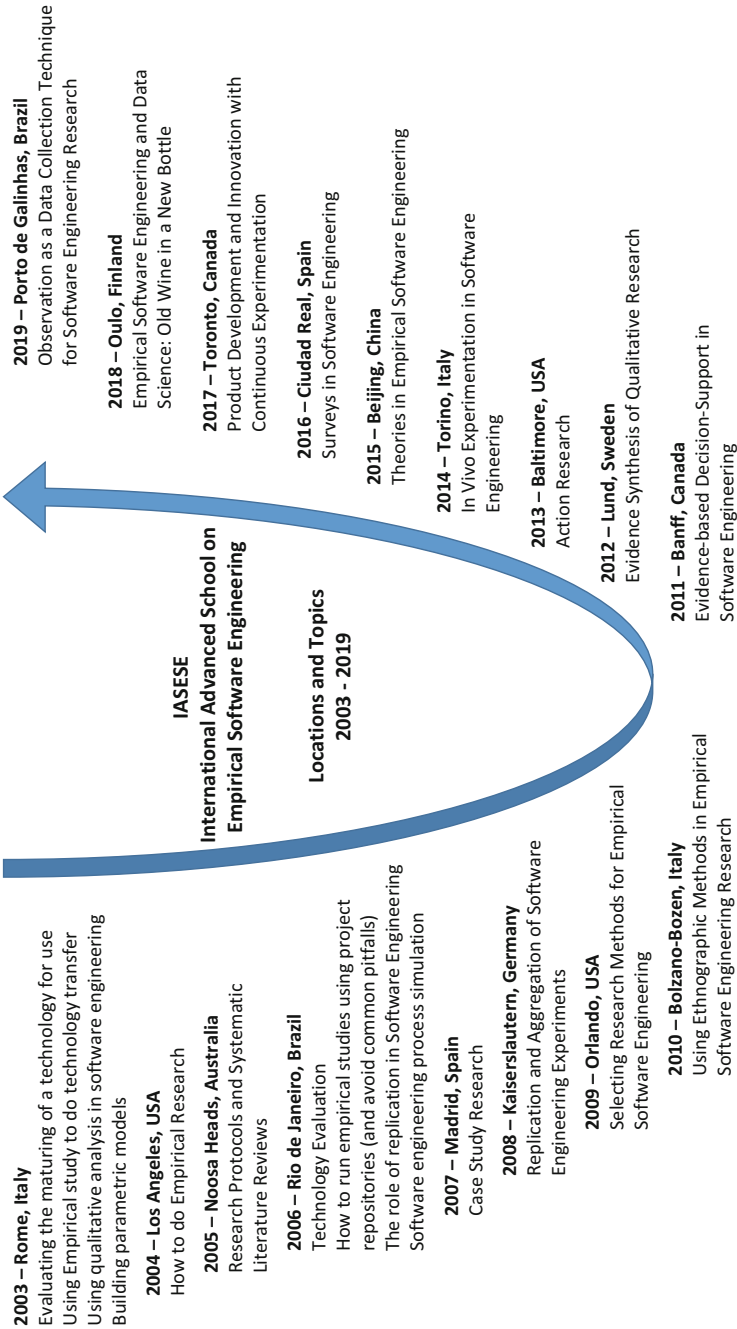 2003 – Rome, Italy
Evaluating the maturing of a technology for use
Using Empirical study to do technology transfer
Using qualitative analysis in software engineering
Building parametric models
2004 – Los Angeles, USA
How to do Empirical Research
2005 – Noosa Heads, Australia
Research Protocols and Systematic
Literature Reviews
2006 – Rio de Janeiro, Brazil
Technology Evaluation
How to run empirical studies using project
repositories (and avoid common pitfalls)
The role of replication in Software Engineering
Software engineering process simulation
2007 – Madrid, Spain
Case Study Research
2008 – Kaiserslautern, Germany
Replication and Aggregation of Software
Engineering Experiments
2009 – Orlando, USA
Selecting Research Methods for Empirical
Software Engineering
2010 – Bolzano-Bozen, Italy
Using Ethnographic Methods in Empirical
Software Engineering Research
IASESE
International Advanced School on
Empirical Software Engineering
Locations and Topics
2003 - 2019
2019 – Porto de Galinhas, Brazil
Observation as a Data Collection Technique
for Software Engineering Research
2018 – Oulo, Finland
Empirical Software Engineering and Data
Science: Old Wine in a New Bottle
2017 – Toronto, Canada
Product Development and Innovation with
Continuous Experimentation
2016 – Ciudad Real, Spain
Surveys in Software Engineering
2015 – Beijing, China
Theories in Empirical Software Engineering
2014 – Torino, Italy
In Vivo Experimentation in Software
Engineering
2013 – Baltimore, USA
Action Research
2012 – Lund, Sweden
Evidence Synthesis of Qualitative Research
2011 – Banff, Canada
Evidence-based Decision-Support in
Software Engineering